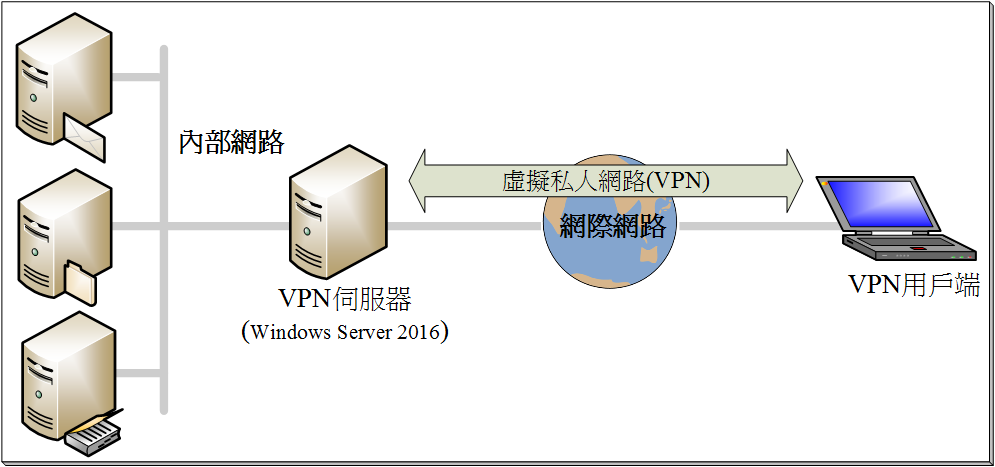 內部網路
虛擬私人網路(VPN)
網際網路
VPN伺服器
(Windows Server 2016)
VPN用戶端